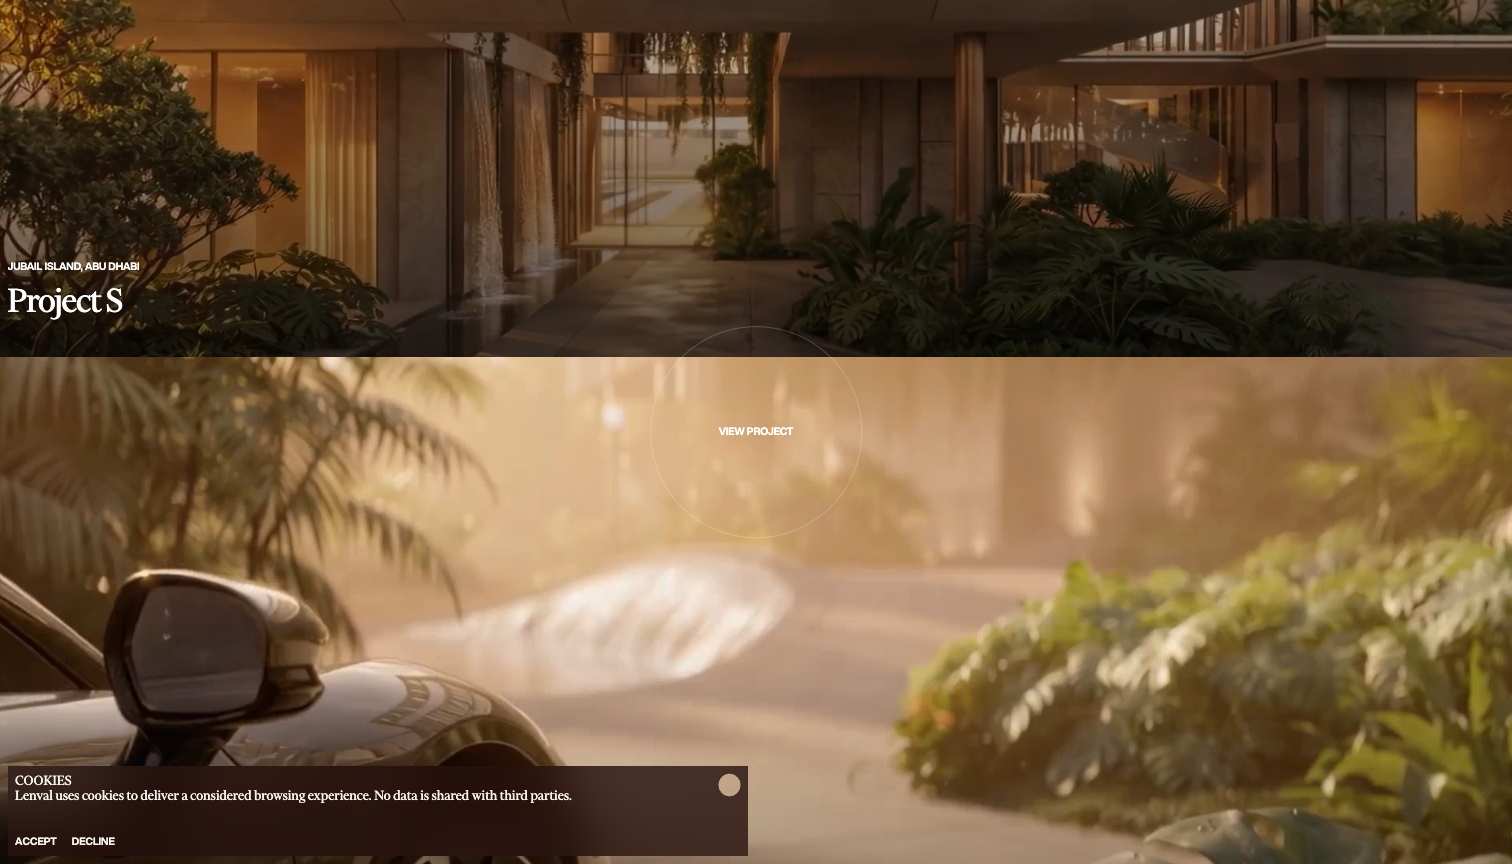 JUBAIL ISLAND, ABU DHABI
Project S
VIEW PROJECT
COOKIES
Lenval uses cookies to deliver a considered browsing experience. No data is shared with third parties.
ACCEPT DECLINE